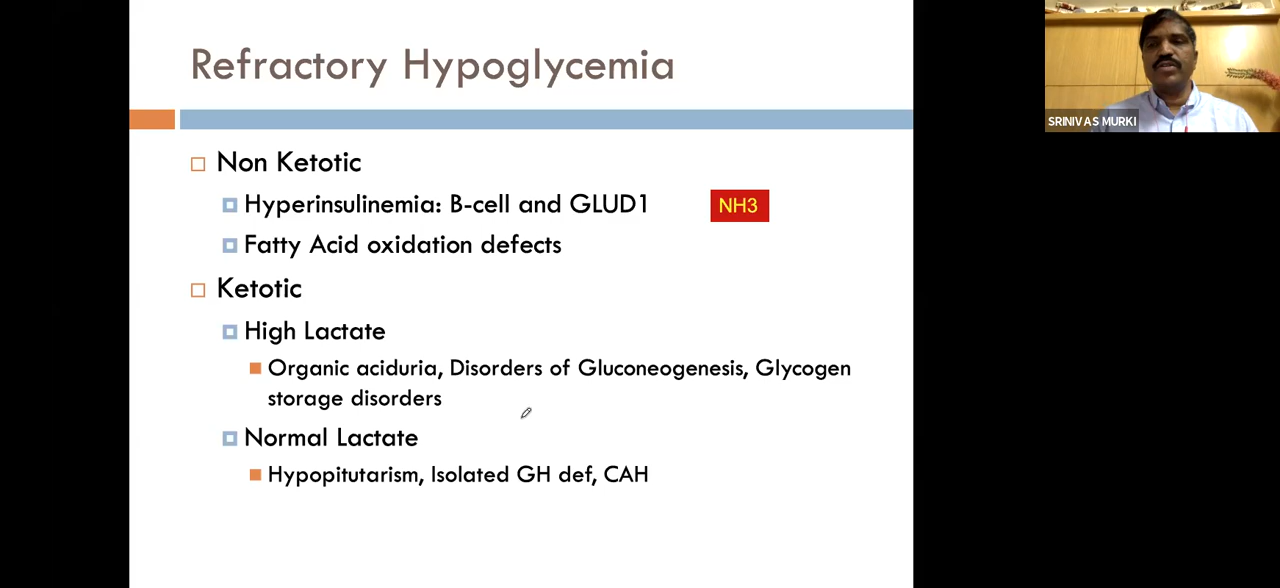 Refractory Hypoglycemia
Non Ketotic
Hyperinsulinemia: B-cell and GLUD1 NH3
Fatty Acid oxidation defects
Ketotic
High Lactate
Organic aciduria, Disorders of Gluconeogenesis, Glycogen
storage disorders
Normal Lactate
Hypopitutarism, Isolated GH def, CAH
SRINIVAS MURKI